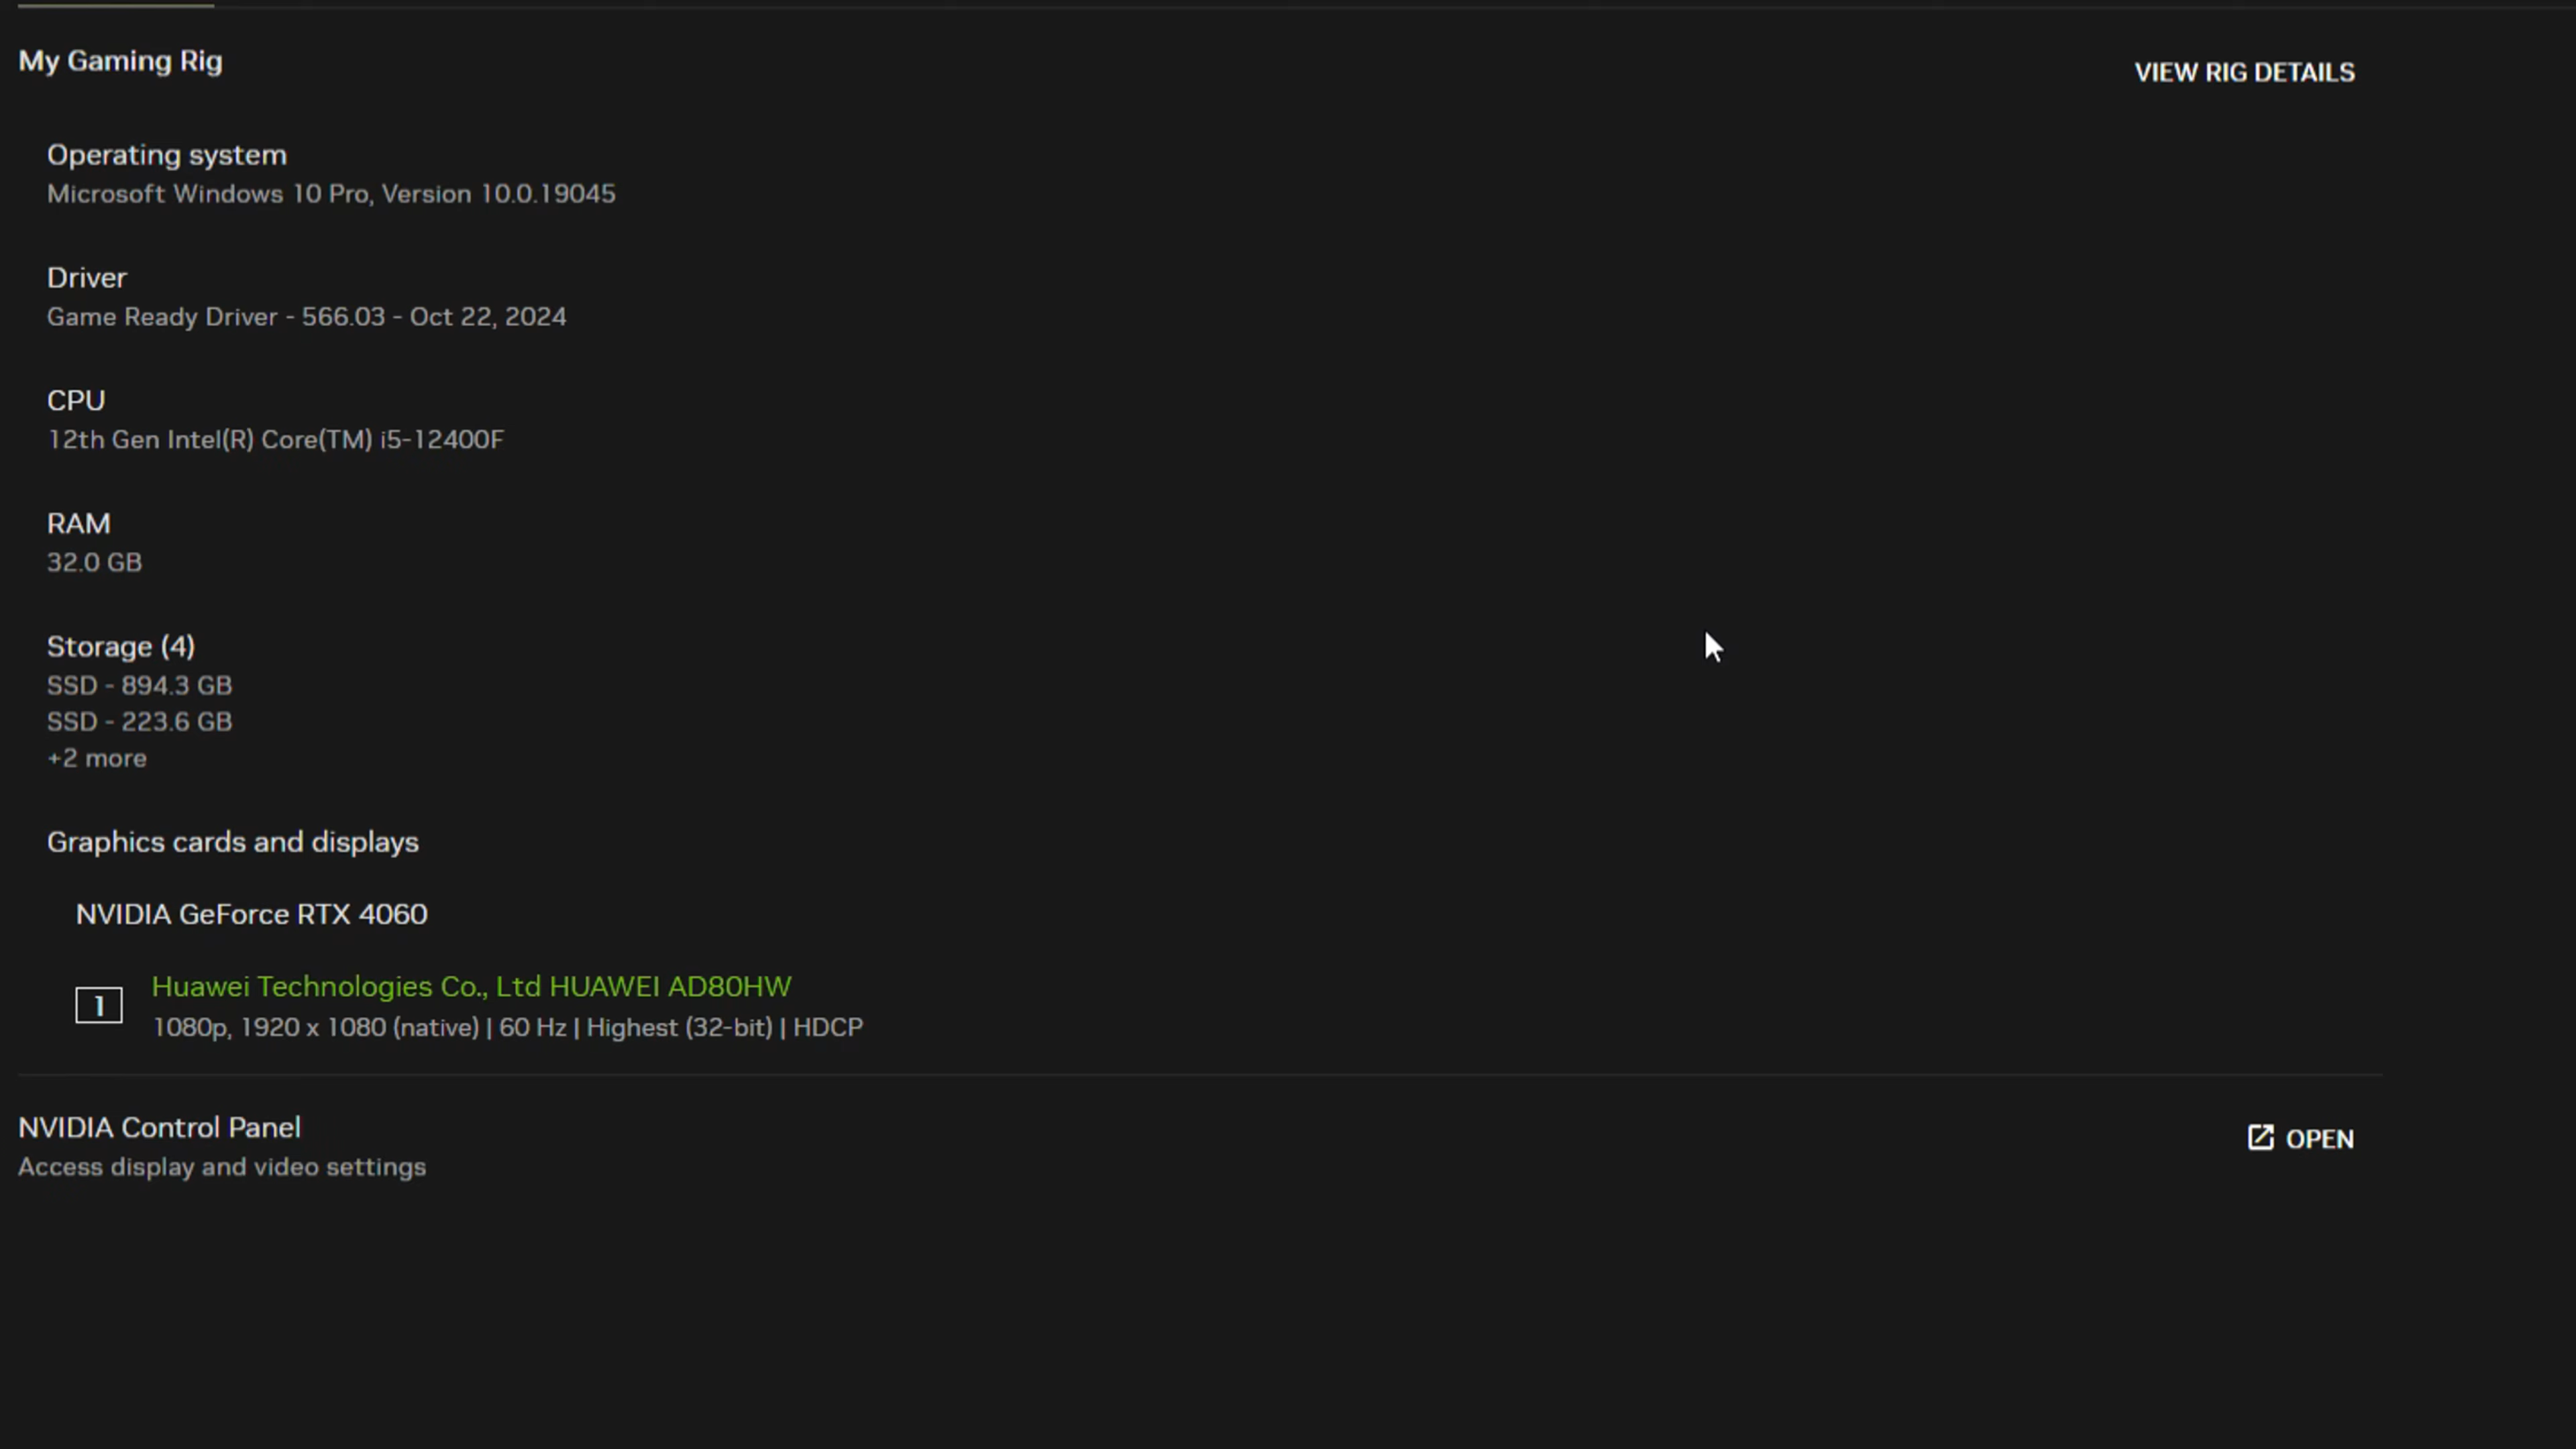 My Gaming Rig
VIEW RIG DETAILS
Operating system
Microsoft Windows 10 Pro, Version 10.0.19045
Driver
Game Ready Driver - 566.03 - Oct 22, 2024
CPU
12th Gen Intel(R) Core(TM) i5-12400F
RAM
32.0 GB
Storage (4)
SSD - 894.3 GB
SSD - 223.6 GB
+2 more
Graphics cards and displays
NVIDIA GeForce RTX 4060
1
Huawei Technologies Co., Ltd HUAWEI AD80HW
1080p, 1920 x 1080 (native) | 60 Hz | Highest (32-bit) | HDCP
NVIDIA Control Panel
OPEN
Access display and video settings